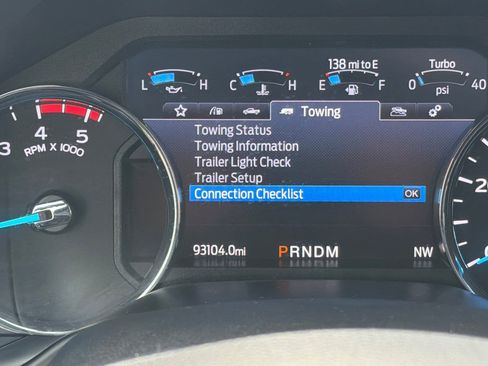 138 mi to E
Turbo
L H C H E F 0 40
psi
Towing
3 4 5
RPM X 1000
Towing Status
Towing Information
Trailer Light Check
Trailer Setup
Connection Checklist OK
93104.0mi PRNDM NW